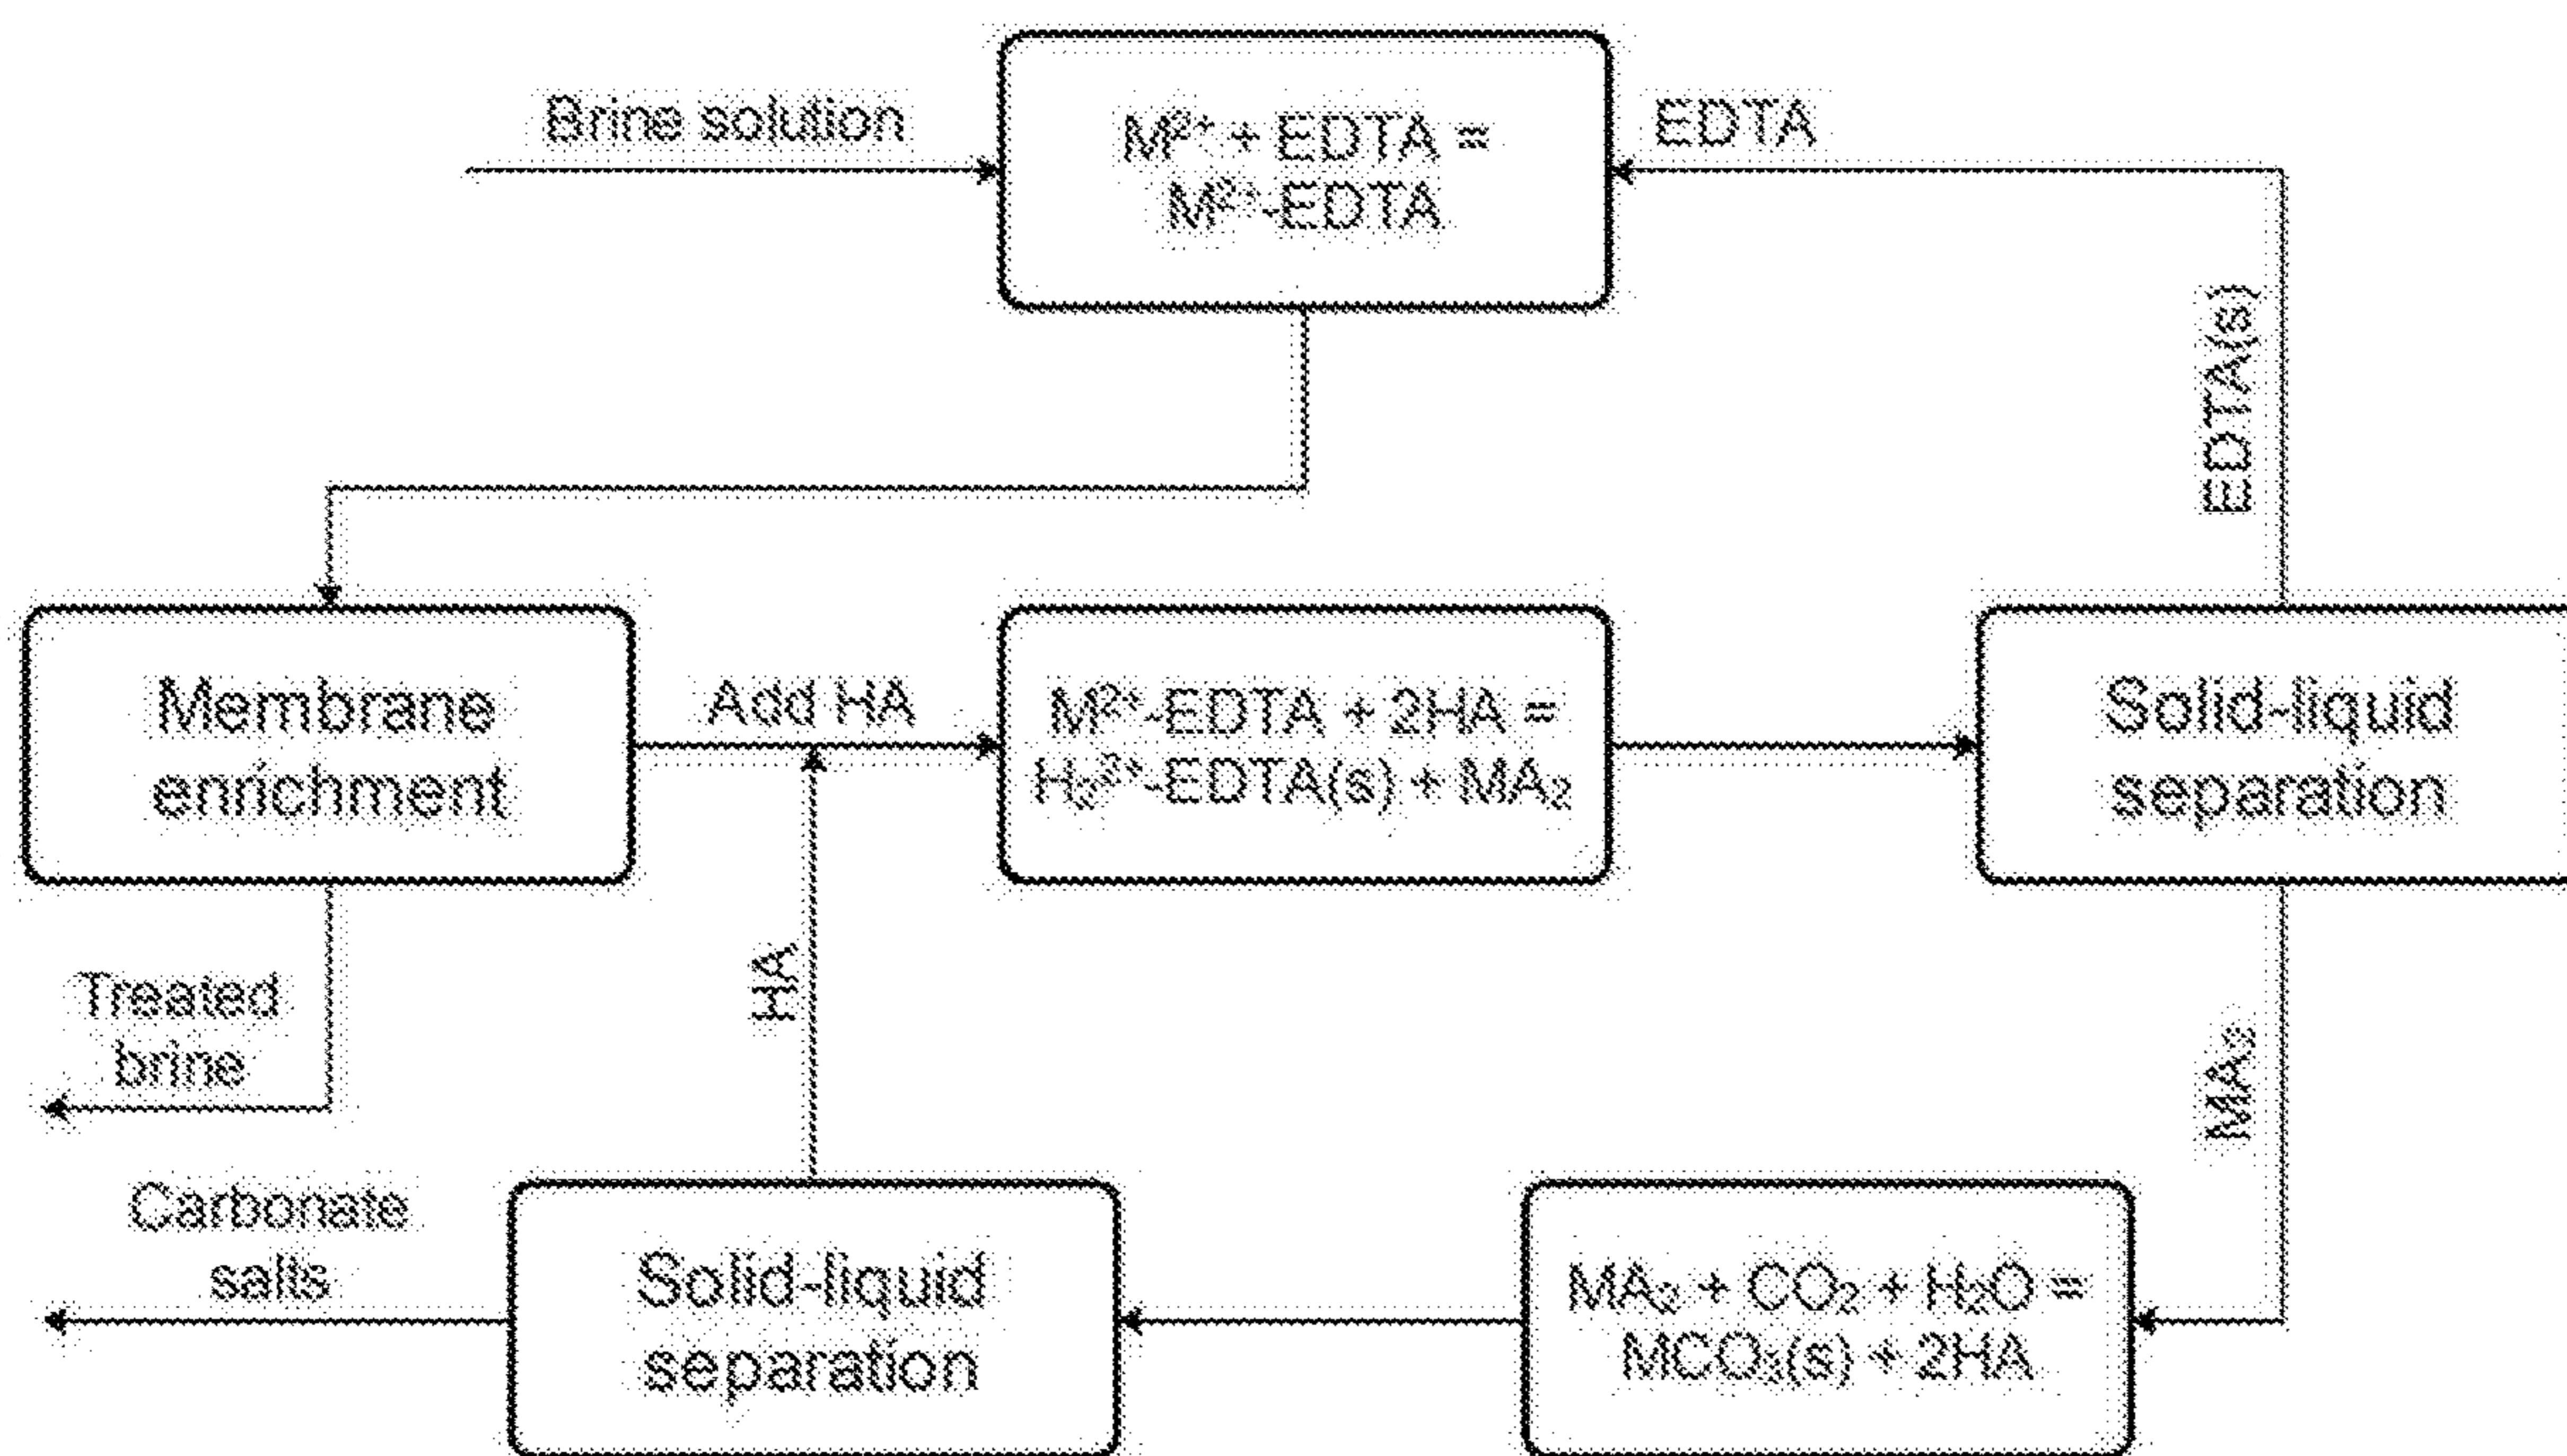 Brine solution
M²⁺ + EDTA =
M²⁺-EDTA
EDTA
EDTA(s)
Membrane
enrichment
Add HA
M²⁺-EDTA + 2HA =
H₂²⁺-EDTA(s) + MA₂
Solid-liquid
separation
Treated
brine
HA
MA₂
Carbonate
salts
Solid-liquid
separation
MA₂ + CO₂ + H₂O =
MCO₃(s) + 2HA